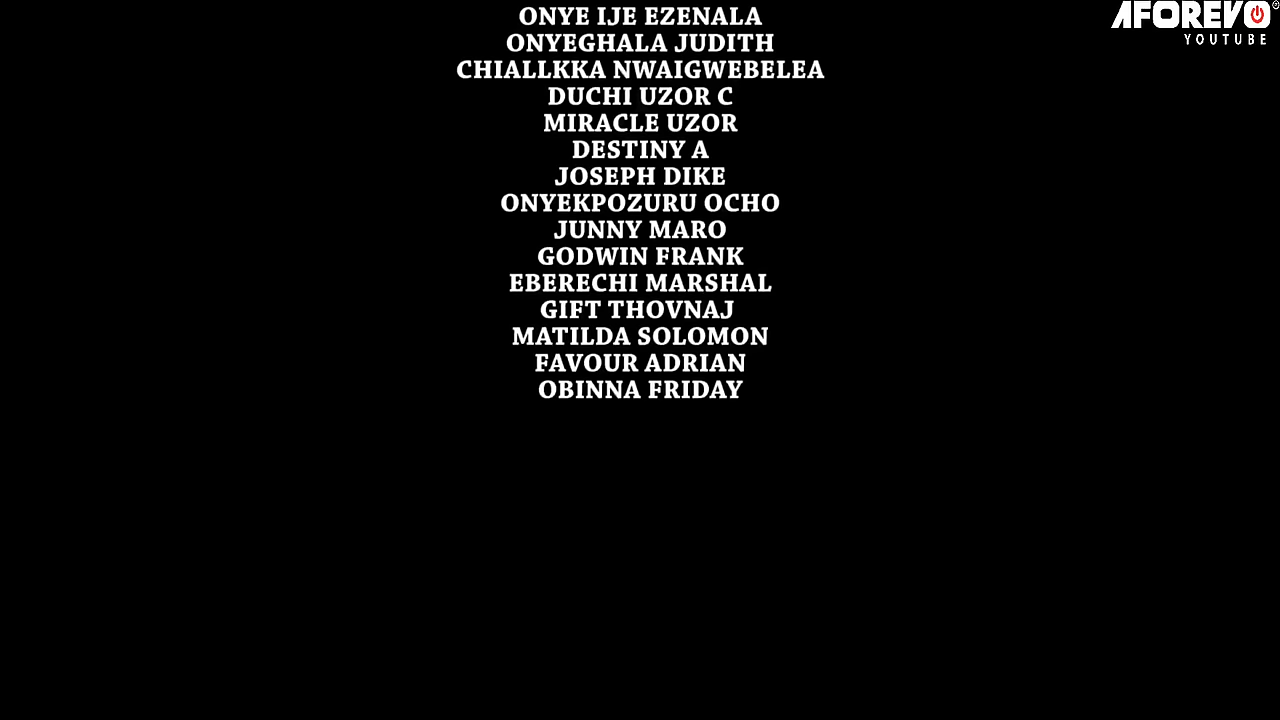 AFOREVO
YOUTUBE
ONYE IJE EZENALA
ONYEGHALA JUDITH
CHIALLKKA NWAIGWEBELEA
DUCHI UZOR C
MIRACLE UZOR
DESTINY A
JOSEPH DIKE
ONYEKPOZURU OCHO
JUNNY MARO
GODWIN FRANK
EBERECHI MARSHAL
GIFT THOVNAJ
MATILDA SOLOMON
FAVOUR ADRIAN
OBINNA FRIDAY